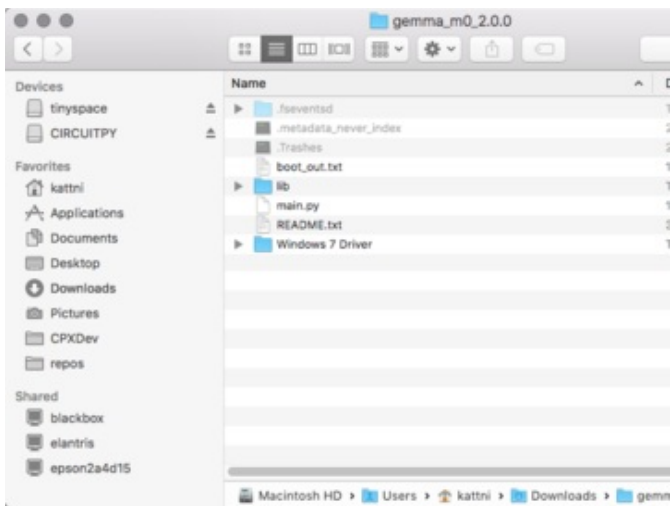 gemma_m0_2.0.0
Devices
tinyspace
CIRCUITPY
Favorites
kattni
Applications
Documents
Desktop
Downloads
Pictures
CPXDev
repos
Shared
blackbox
elantris
epson2a4d15
Name
.fseventsd
.metadata_never_index
.Trashes
boot_out.txt
lib
main.py
README.txt
Windows 7 Driver
Macintosh HD Users kattni Downloads gemm